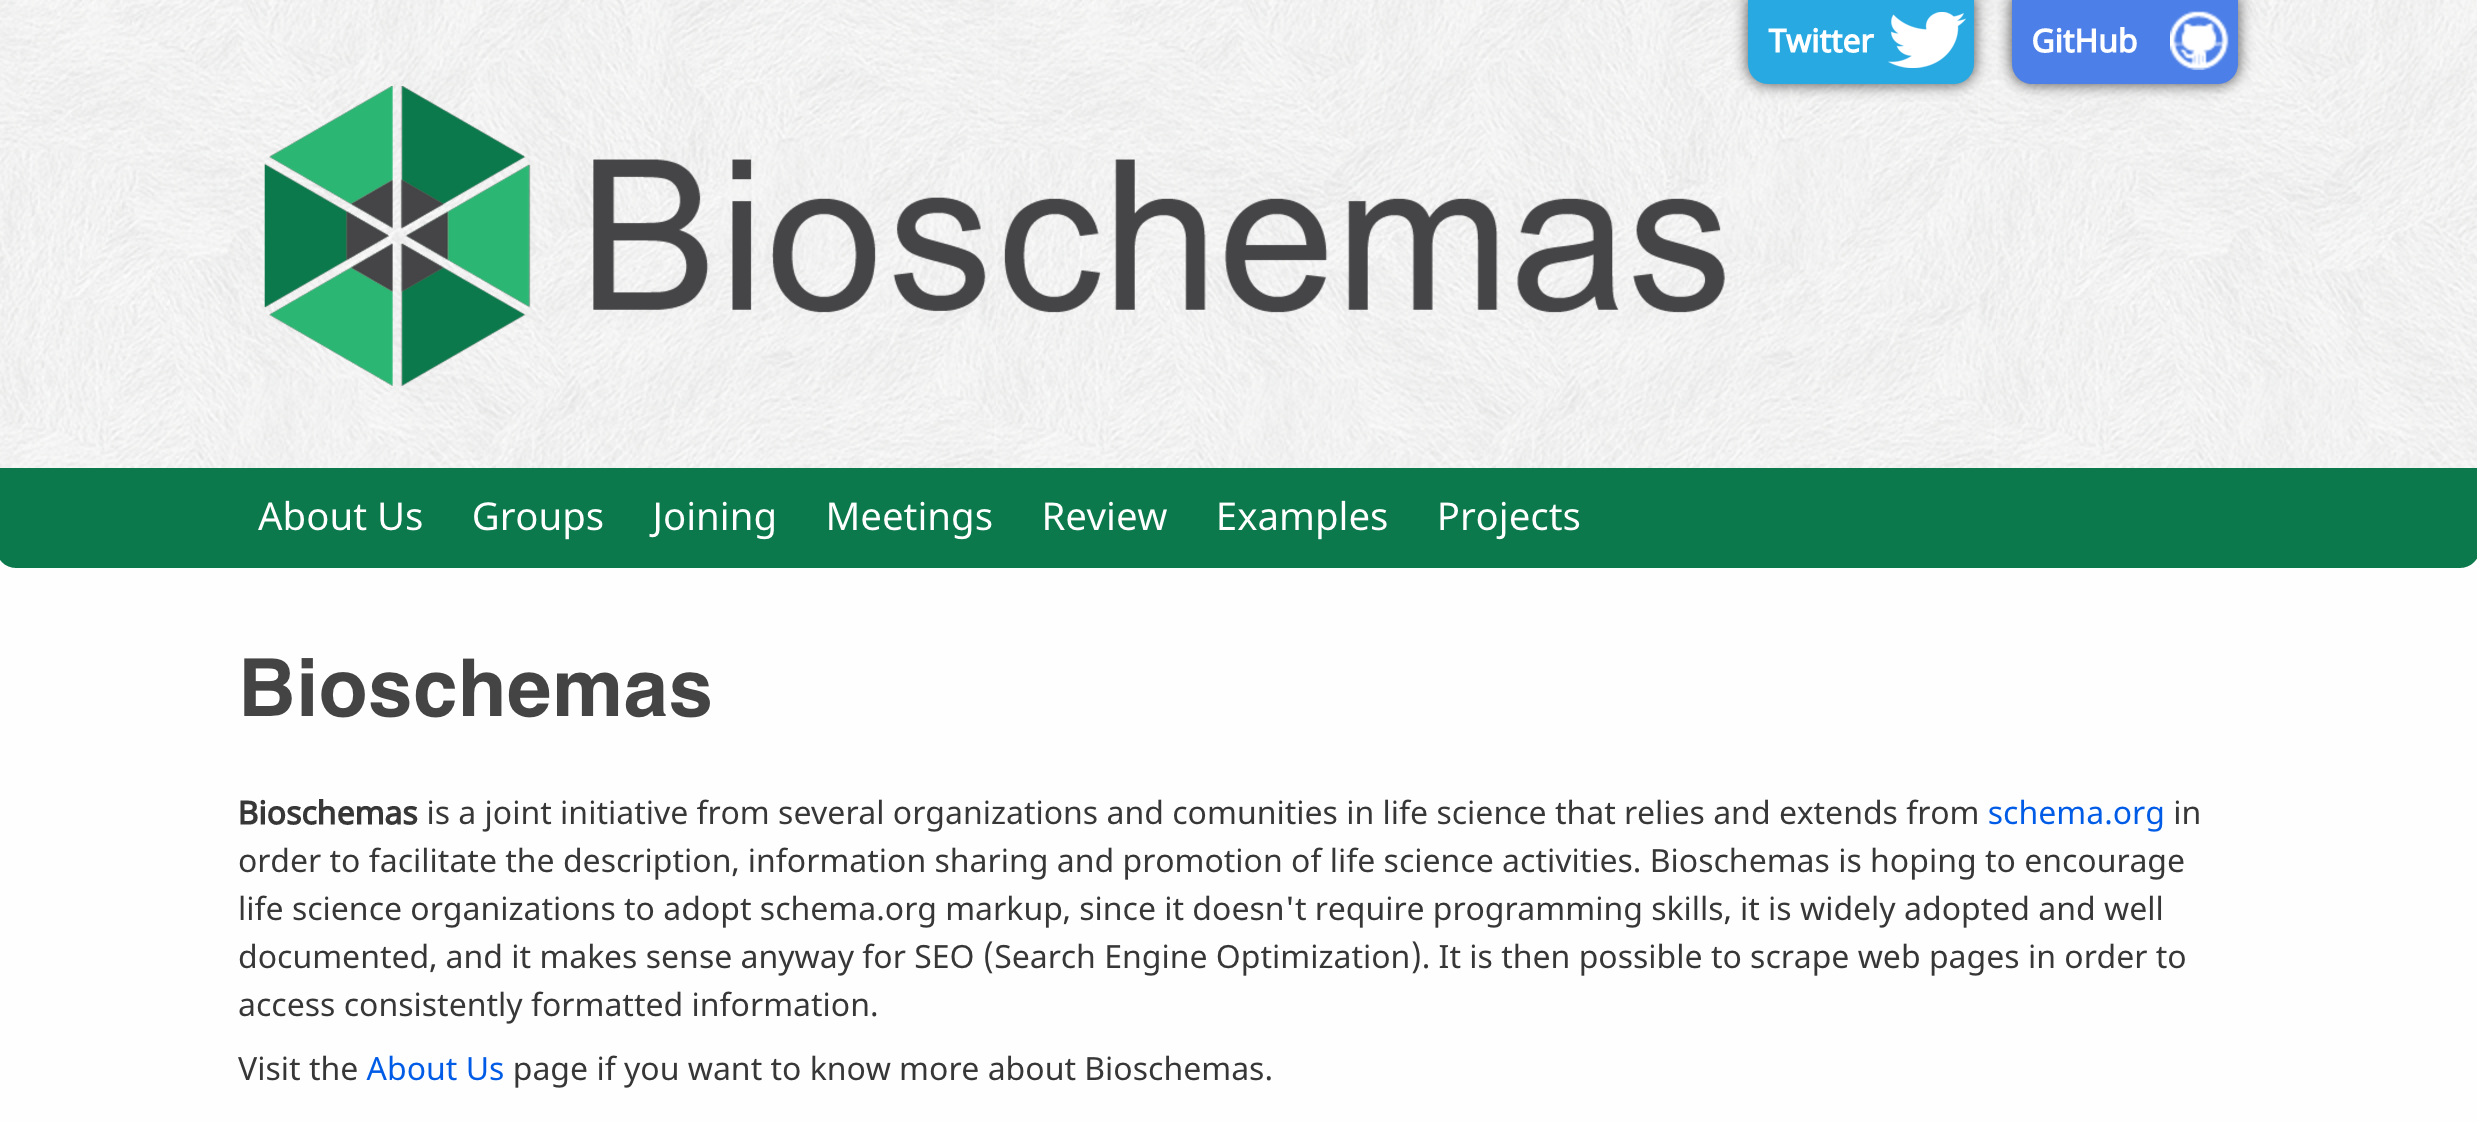 Twitter
GitHub
Bioschemas
About Us Groups Joining Meetings Review Examples Projects
Bioschemas
Bioschemas is a joint initiative from several organizations and comunities in life science that relies and extends from schema.org in
order to facilitate the description, information sharing and promotion of life science activities. Bioschemas is hoping to encourage
life science organizations to adopt schema.org markup, since it doesn't require programming skills, it is widely adopted and well
documented, and it makes sense anyway for SEO (Search Engine Optimization). It is then possible to scrape web pages in order to
access consistently formatted information.
Visit the About Us page if you want to know more about Bioschemas.